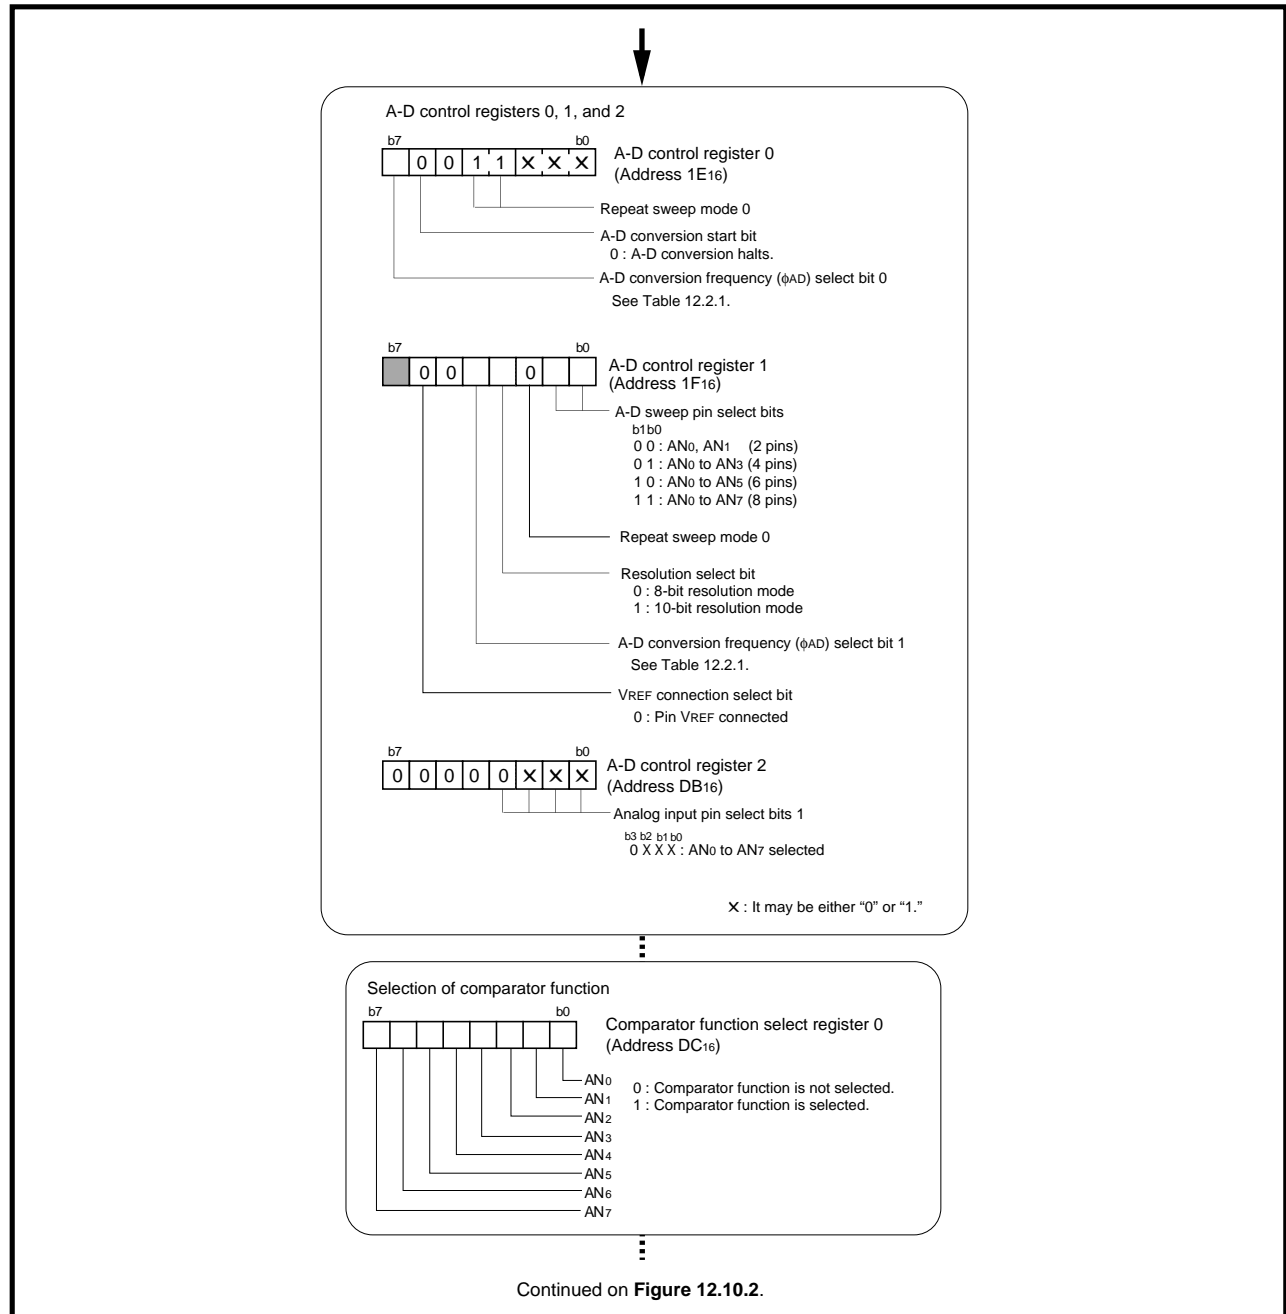 A-D control registers 0, 1, and 2
b7 b0
0 0 1 1 X X X
A-D control register 0
(Address 1E16)
Repeat sweep mode 0
A-D conversion start bit
0 : A-D conversion halts.
A-D conversion frequency (ϕAD) select bit 0
See Table 12.2.1.
b7 b0
0 0 0
A-D control register 1
(Address 1F16)
A-D sweep pin select bits
b1 b0
0 0 : AN0, AN1 (2 pins)
0 1 : AN0 to AN3 (4 pins)
1 0 : AN0 to AN5 (6 pins)
1 1 : AN0 to AN7 (8 pins)
Repeat sweep mode 0
Resolution select bit
0 : 8-bit resolution mode
1 : 10-bit resolution mode
A-D conversion frequency (ϕAD) select bit 1
See Table 12.2.1.
VREF connection select bit
0 : Pin VREF connected
b7 b0
0 0 0 0 0 X X X
A-D control register 2
(Address DB16)
Analog input pin select bits 1
b3 b2 b1 b0
0 X X X : AN0 to AN7 selected
X : It may be either “0” or “1.”
Selection of comparator function
b7 b0
Comparator function select register 0
(Address DC16)
AN0
0 : Comparator function is not selected.
AN1
1 : Comparator function is selected.
AN2
AN3
AN4
AN5
AN6
AN7
Continued on Figure 12.10.2.